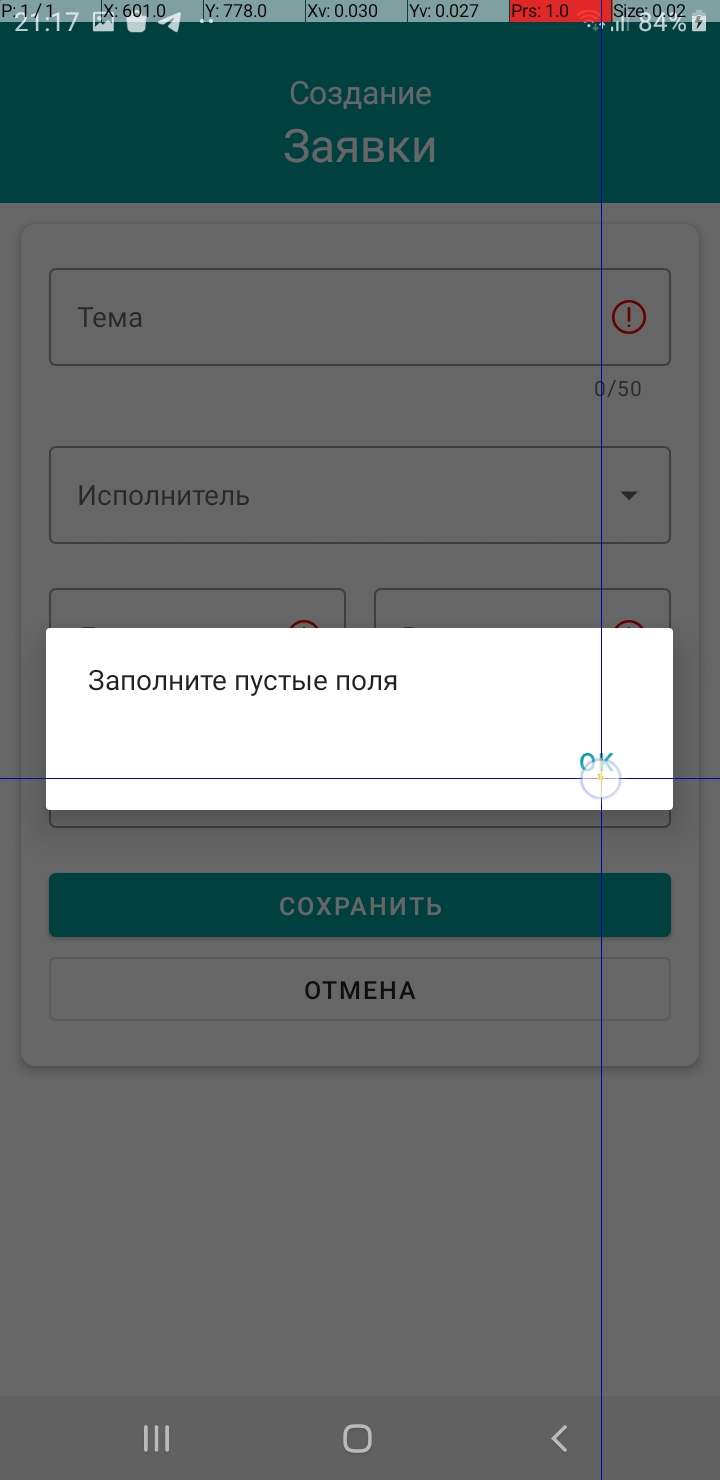 P: 1 / 1 X: 601.0 Y: 778.0 Xv: 0.030 Yv: 0.027 Prs: 1.0 Size: 0.02
21:17 84%
Создание
Заявки
Тема
0/50
Исполнитель
Заполните пустые поля
OK
СОХРАНИТЬ
ОТМЕНА